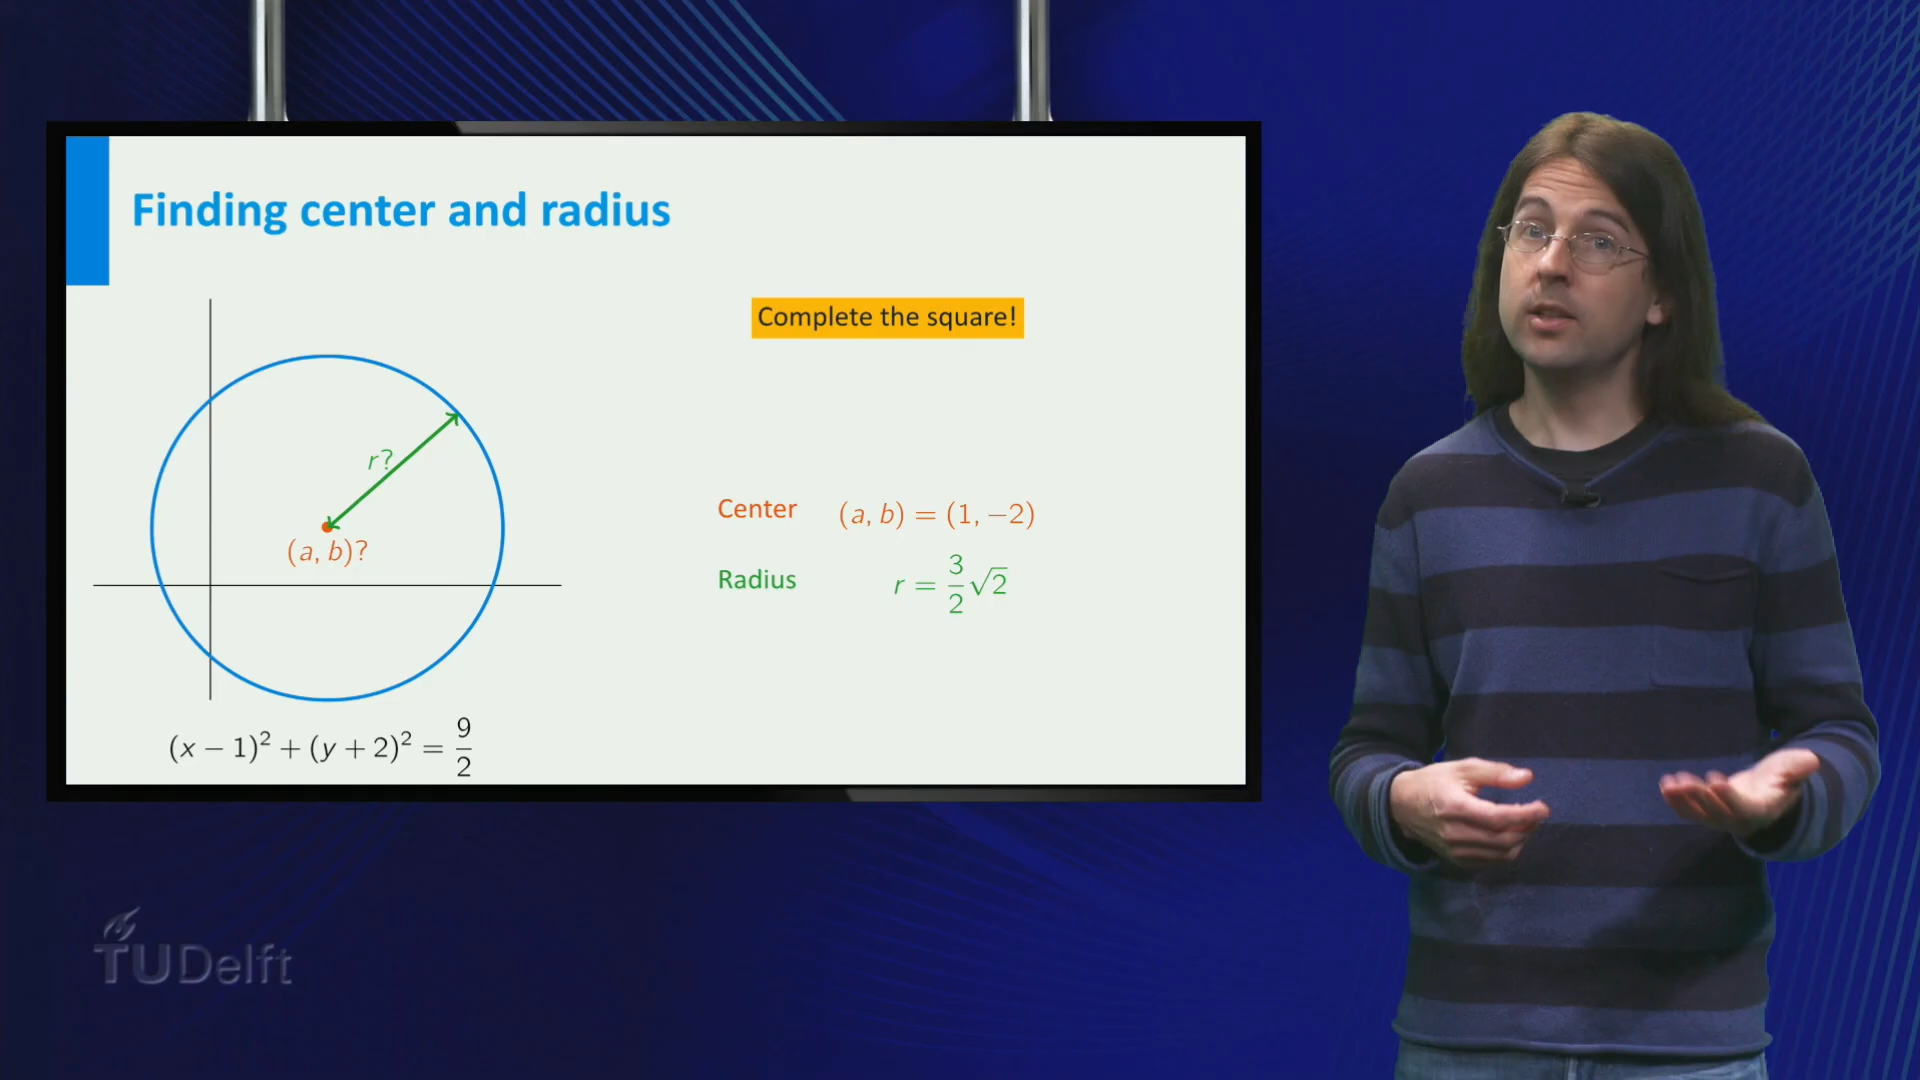 Finding center and radius
Complete the square!
r?
(a, b)?
Center (a, b) = (1, −2)
Radius r = 3/2 √2
(x − 1)² + (y + 2)² = 9/2
TUDelft